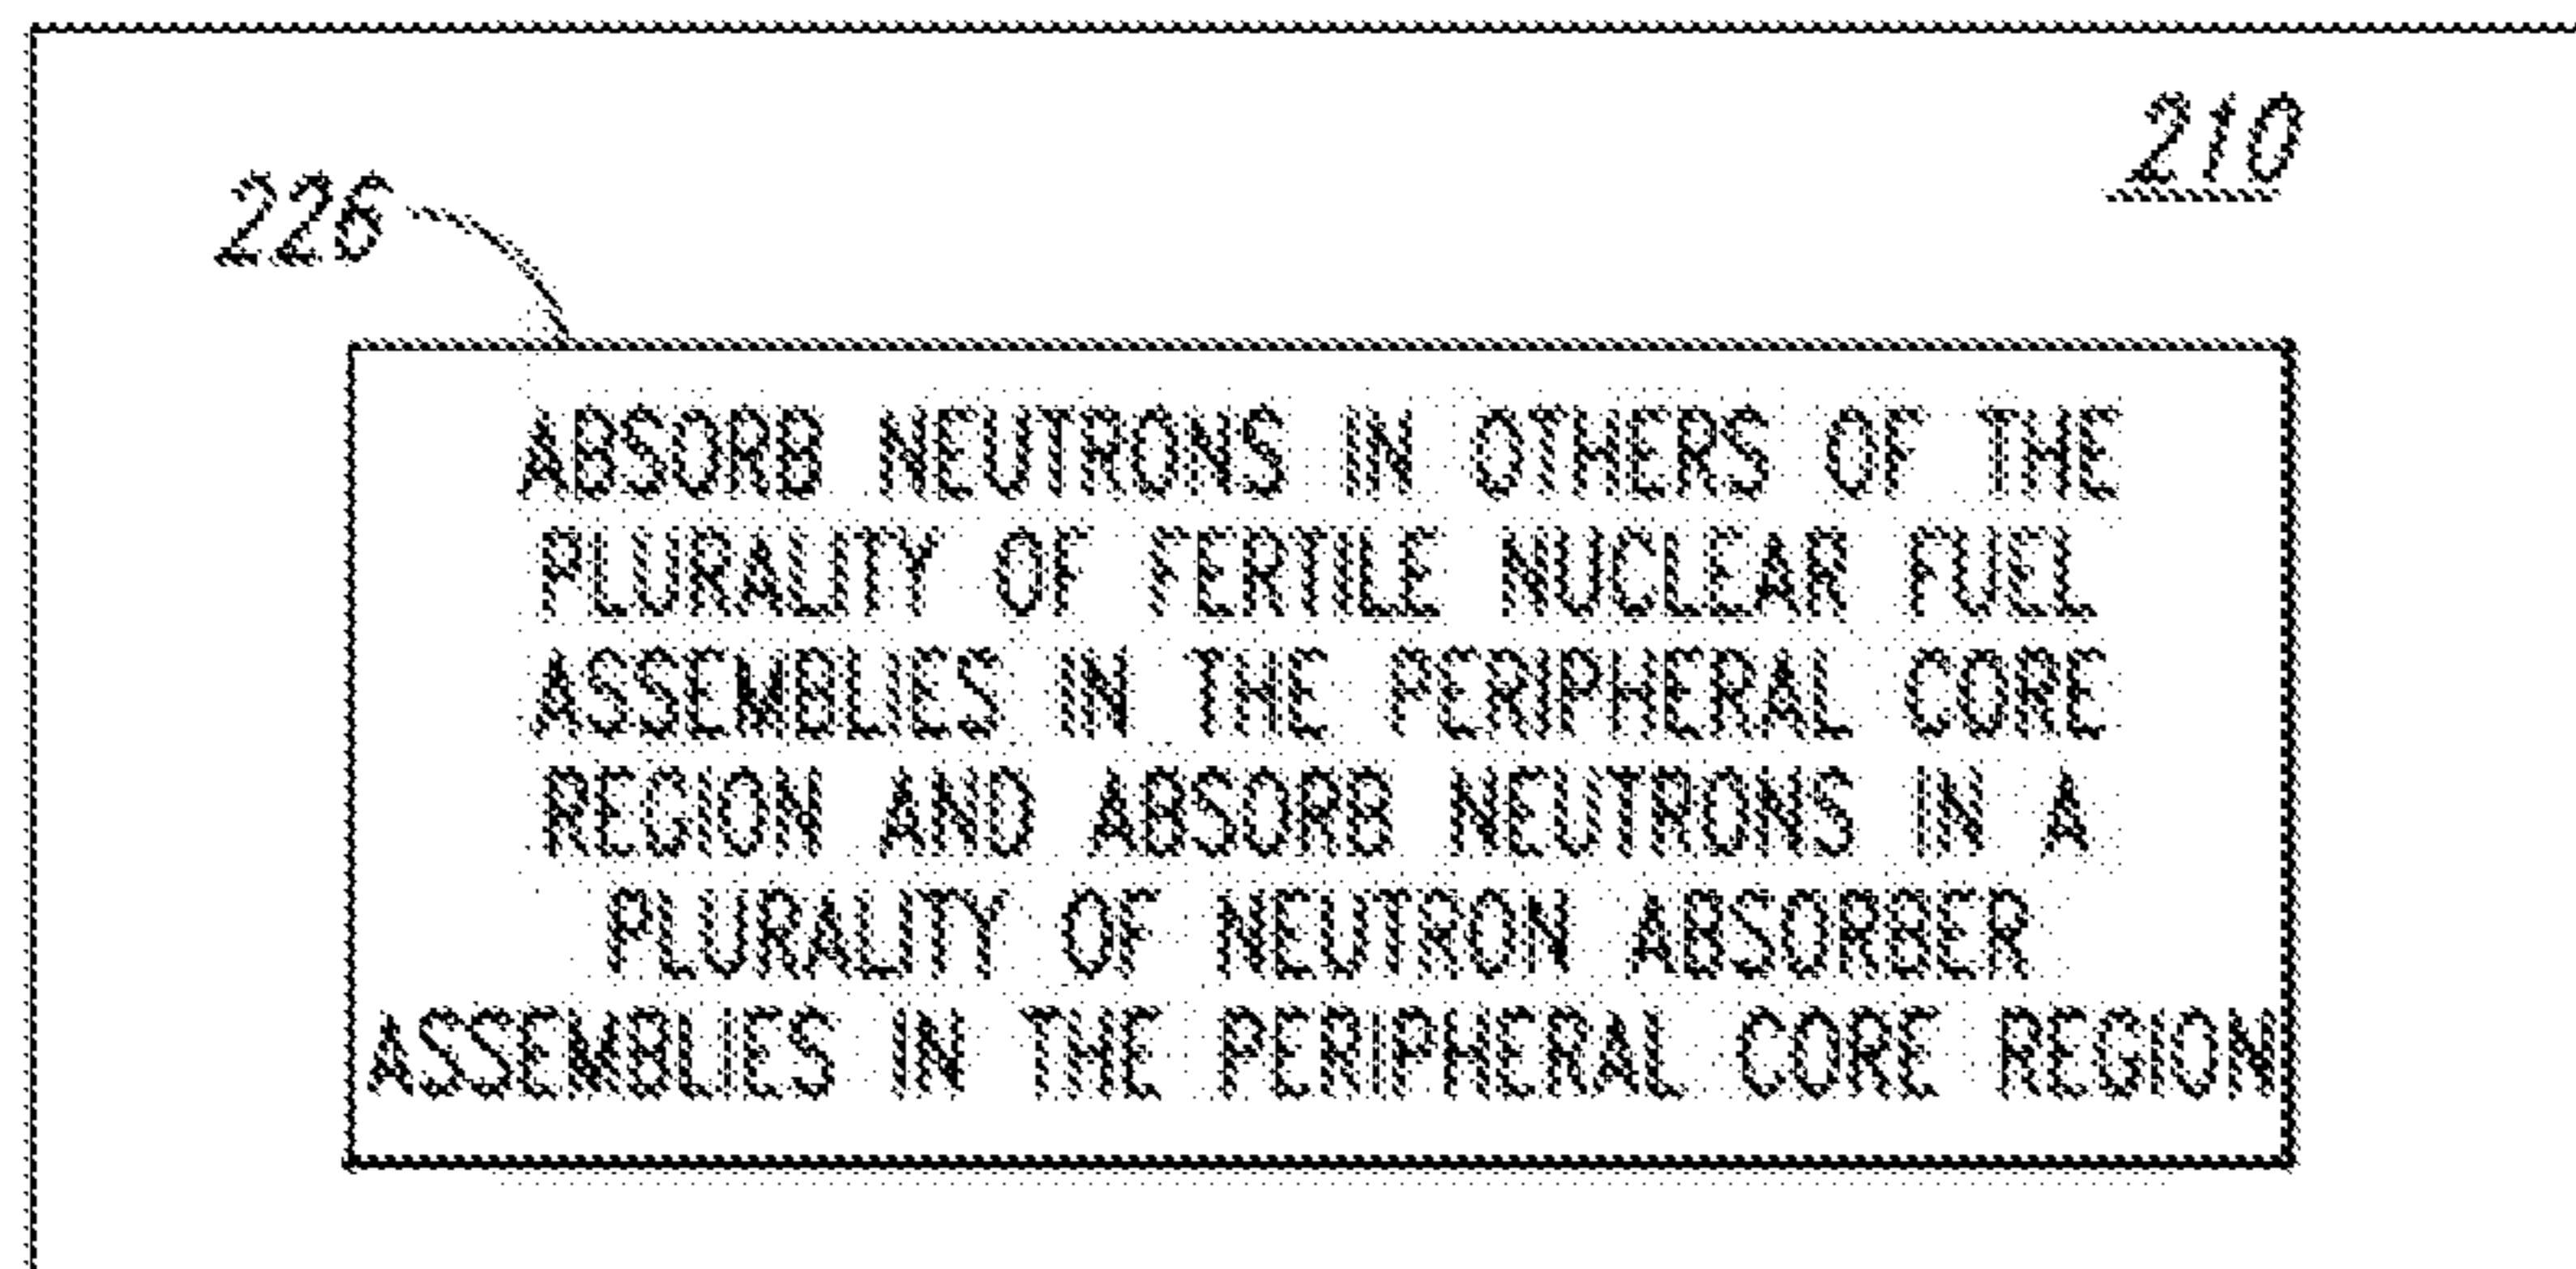 210
226
ABSORB NEUTRONS IN OTHERS OF THE
PLURALITY OF FERTILE NUCLEAR FUEL
ASSEMBLIES IN THE PERIPHERAL CORE
REGION AND ABSORB NEUTRONS IN A
PLURALITY OF NEUTRON ABSORBER
ASSEMBLIES IN THE PERIPHERAL CORE REGION